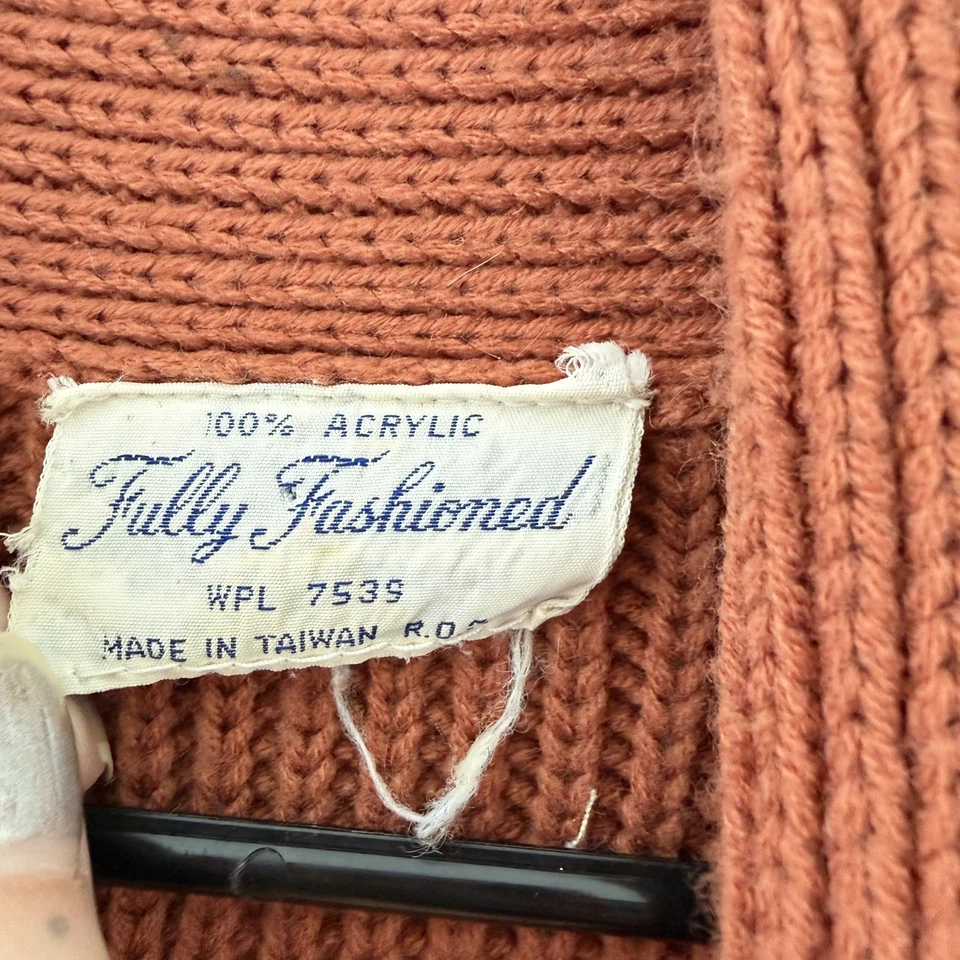 100% ACRYLIC
Fully Fashioned
WPL 7539
MADE IN TAIWAN R.O